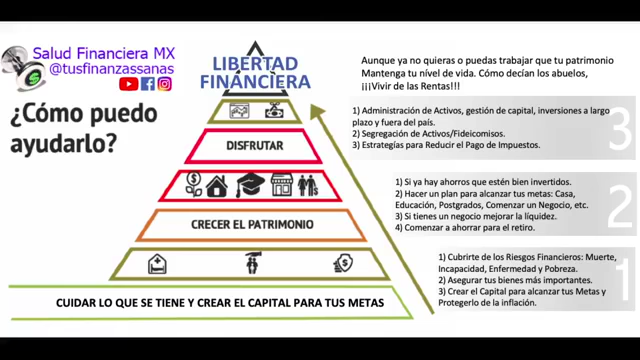 Salud Financiera MX
@tusfinanzassanas
¿Cómo puedo
ayudarlo?
LIBERTAD
FINANCIERA
DISFRUTAR
CRECER EL PATRIMONIO
CUIDAR LO QUE SE TIENE Y CREAR EL CAPITAL PARA TUS METAS
Aunque ya no quieras o puedas trabajar que tu patrimonio
Mantenga tu nivel de vida. Cómo decían los abuelos,
¡¡¡Vivir de las Rentas!!!
1) Administración de Activos, gestión de capital, inversiones a largo
plazo y fuera del país.
2) Segregación de Activos/Fideicomisos.
3) Estrategias para Reducir el Pago de Impuestos.
3
1) Si ya hay ahorros que estén bien invertidos.
2) Hacer un plan para alcanzar tus metas: Casa,
Educación, Postgrados, Comenzar un Negocio, etc.
3) Si tienes un negocio mejorar la líquidez.
4) Comenzar a ahorrar para el retiro.
2
1) Cubrirte de los Riesgos Financieros: Muerte,
Incapacidad, Enfermedad y Pobreza.
2) Asegurar tus bienes más importantes.
3) Crear el Capital para alcanzar tus Metas y
Protegerlo de la inflación.
1